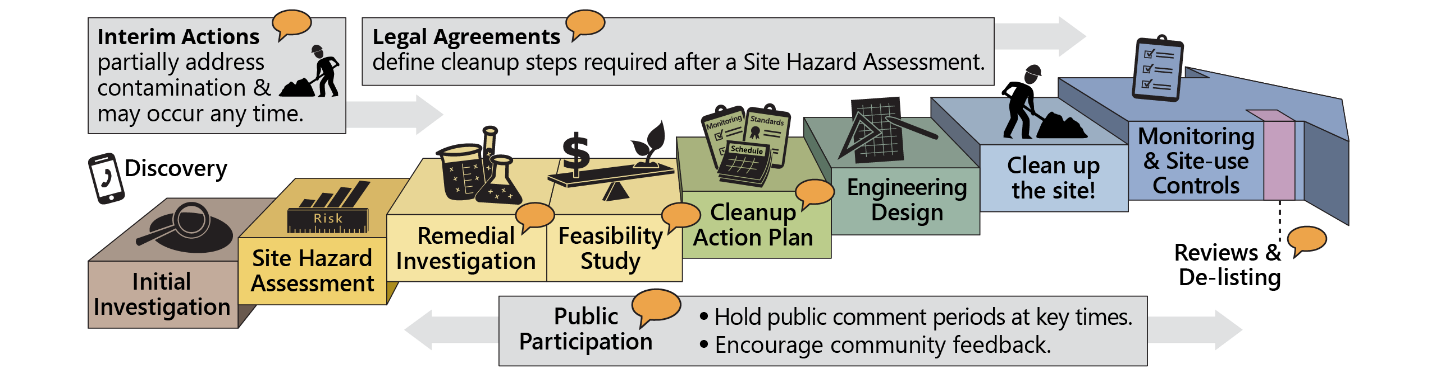 Interim Actions
partially address
contamination &
may occur any time.
Legal Agreements
define cleanup steps required after a Site Hazard Assessment.
Discovery
Initial
Investigation
Risk
Site Hazard
Assessment
Remedial
Investigation
$
Feasibility
Study
Monitoring
Standards
Schedule
Cleanup
Action Plan
Engineering
Design
Clean up
the site!
Monitoring
& Site-use
Controls
Reviews &
De-listing
Public
Participation
• Hold public comment periods at key times.
• Encourage community feedback.